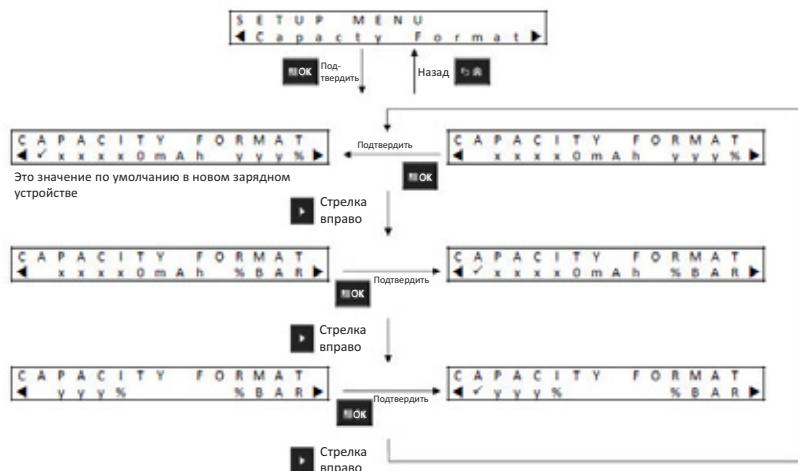 SETUP MENU
◀Capacty Format▶
OK
Под-
твердить
Назад
CAPACITY FORMAT
◀✓xxxx0mAh yyy%▶
Подтвердить
OK
CAPACITY FORMAT
◀ xxxx0mAh yyy%▶
Это значение по умолчанию в новом зарядном
устройстве
Стрелка
вправо
CAPACITY FORMAT
◀ xxxx0mAh %BAR▶
Подтвердить
OK
CAPACITY FORMAT
◀✓xxxx0mAh %BAR▶
Стрелка
вправо
CAPACITY FORMAT
◀ yyy% %BAR▶
Подтвердить
OK
CAPACITY FORMAT
◀✓yyy% %BAR▶
Стрелка
вправо